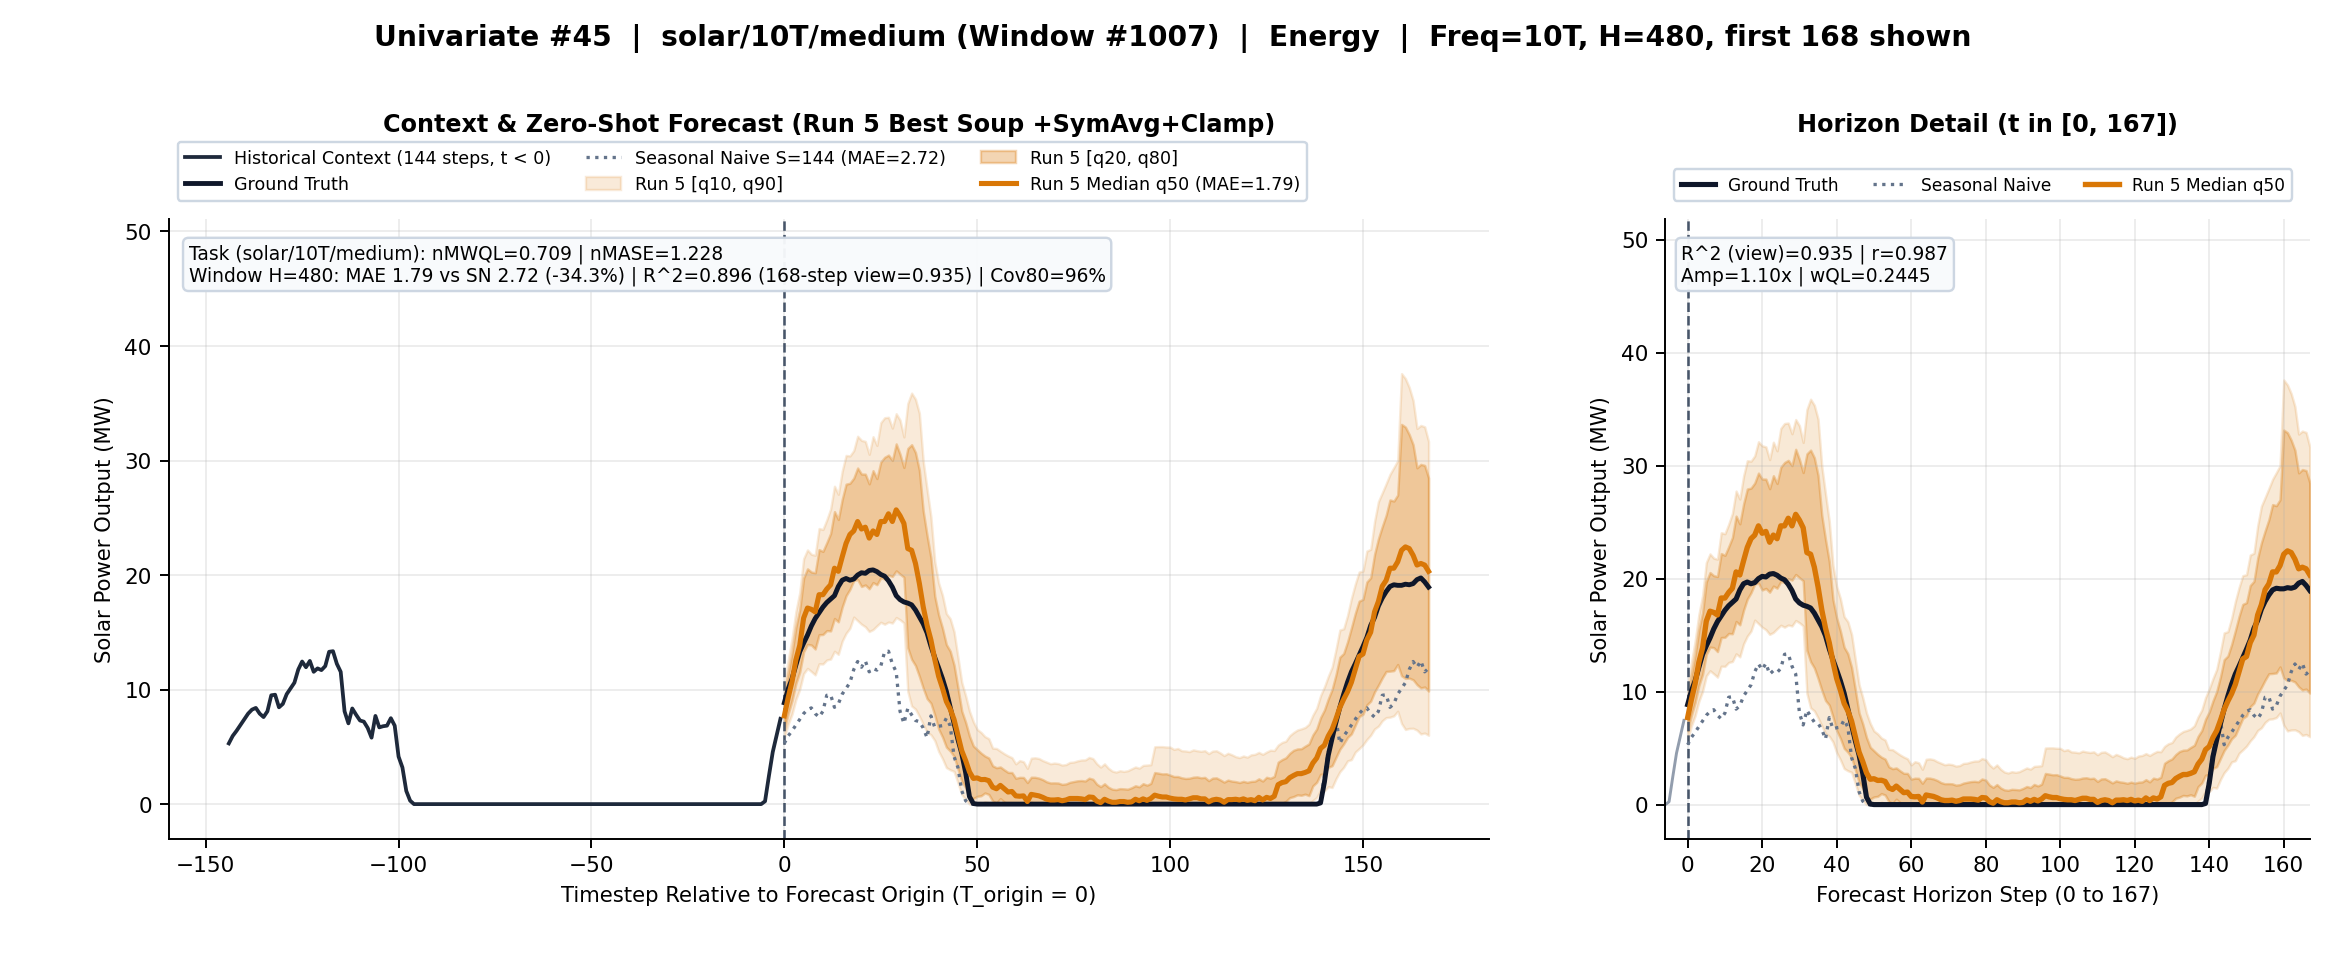 Univariate #45 | solar/10T/medium (Window #1007) | Energy | Freq=10T, H=480, first 168 shown
Context & Zero-Shot Forecast (Run 5 Best Soup +SymAvg+Clamp)
Historical Context (144 steps, t < 0)
Ground Truth
Seasonal Naive S=144 (MAE=2.72)
Run 5 [q10, q90]
Run 5 [q20, q80]
Run 5 Median q50 (MAE=1.79)
Task (solar/10T/medium): nMWQL=0.709 | nMASE=1.228
Window H=480: MAE 1.79 vs SN 2.72 (-34.3%) | R^2=0.896 (168-step view=0.935) | Cov80=96%
Solar Power Output (MW)
50
40
30
20
10
0
−150 −100 −50 0 50 100 150
Timestep Relative to Forecast Origin (T_origin = 0)
Horizon Detail (t in [0, 167])
Ground Truth Seasonal Naive Run 5 Median q50
R^2 (view)=0.935 | r=0.987
Amp=1.10x | wQL=0.2445
Solar Power Output (MW)
50
40
30
20
10
0
0 20 40 60 80 100 120 140 160
Forecast Horizon Step (0 to 167)